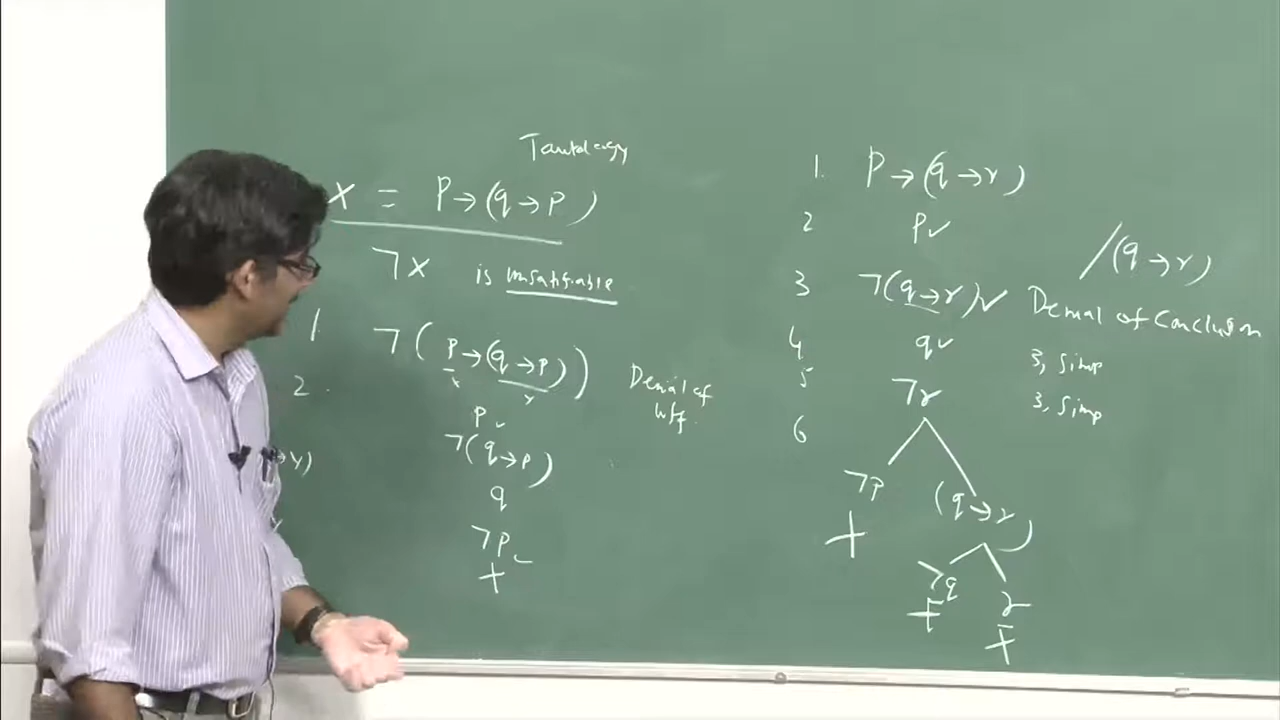 Tautology
X = P→(q→P)
¬X is Unsatisfiable
1 ¬(P→(q→P)) Denial of wff.
x y
2.
P✓
¬(q→P)
→Y)
q
¬P✓
+
1. P→(q→r)
2 P✓ /(q→r)
3 ¬(q→r)✓ Denial of Conclusion
4 q✓ 3, Simp
5 ¬r 3, Simp
6
¬P (q→r)
+
¬q r
+ +